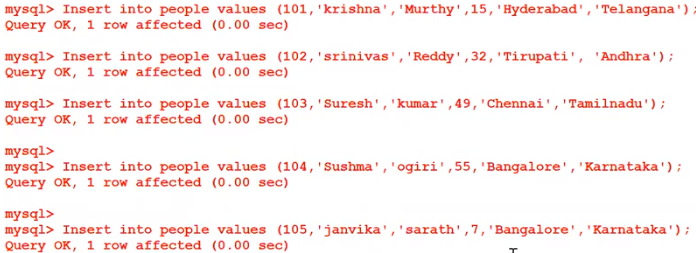 mysql> Insert into people values (101,'krishna','Murthy',15,'Hyderabad','Telangana');
Query OK, 1 row affected (0.00 sec)
mysql> Insert into people values (102,'srinivas','Reddy',32,'Tirupati', 'Andhra');
Query OK, 1 row affected (0.00 sec)
mysql> Insert into people values (103,'Suresh','kumar',49,'Chennai','Tamilnadu');
Query OK, 1 row affected (0.00 sec)
mysql>
mysql> Insert into people values (104,'Sushma','ogiri',55,'Bangalore','Karnataka');
Query OK, 1 row affected (0.00 sec)
mysql>
mysql> Insert into people values (105,'janvika','sarath',7,'Bangalore','Karnataka');
Query OK, 1 row affected (0.00 sec)